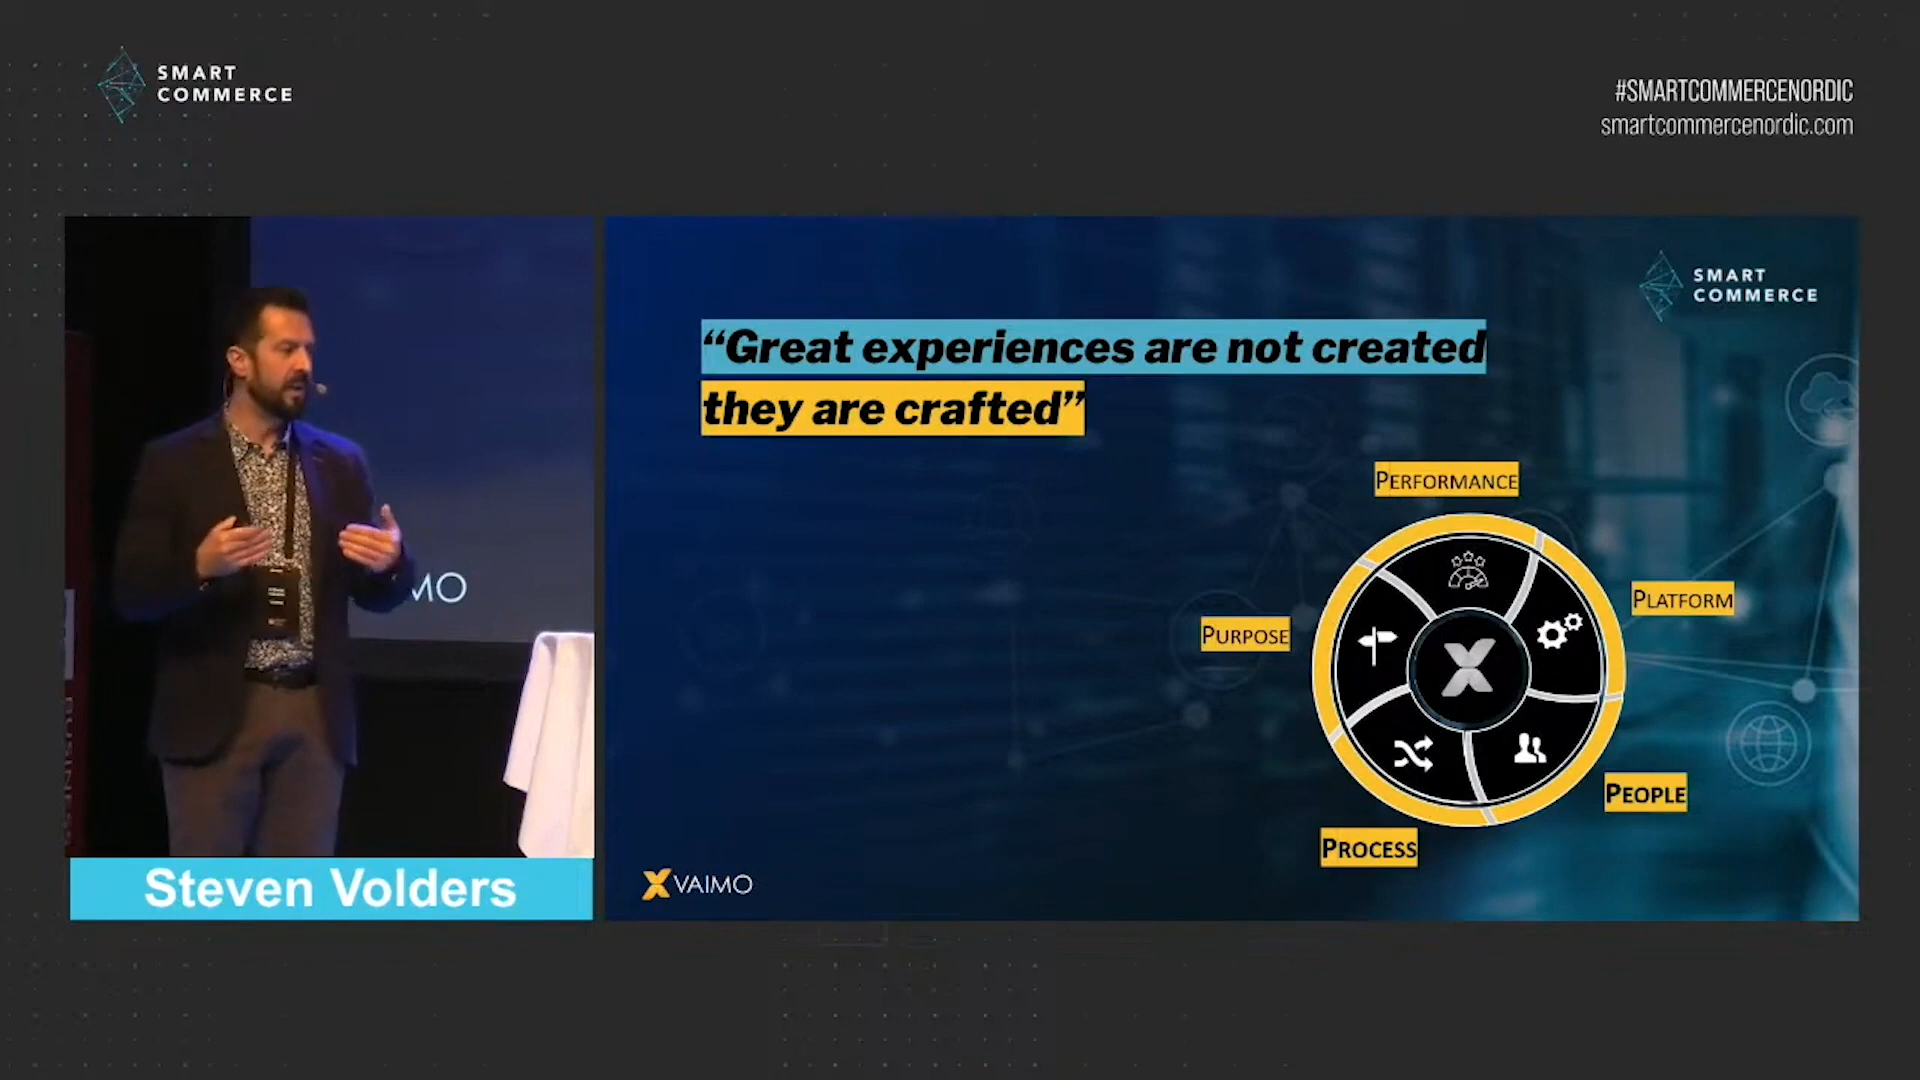 SMART
COMMERCE
#SMARTCOMMERCENORDIC
smartcommercenordic.com
SMART
COMMERCE
“Great experiences are not created
they are crafted”
PERFORMANCE
PLATFORM
PURPOSE
PEOPLE
PROCESS
VAIMO
MO
Steven Volders